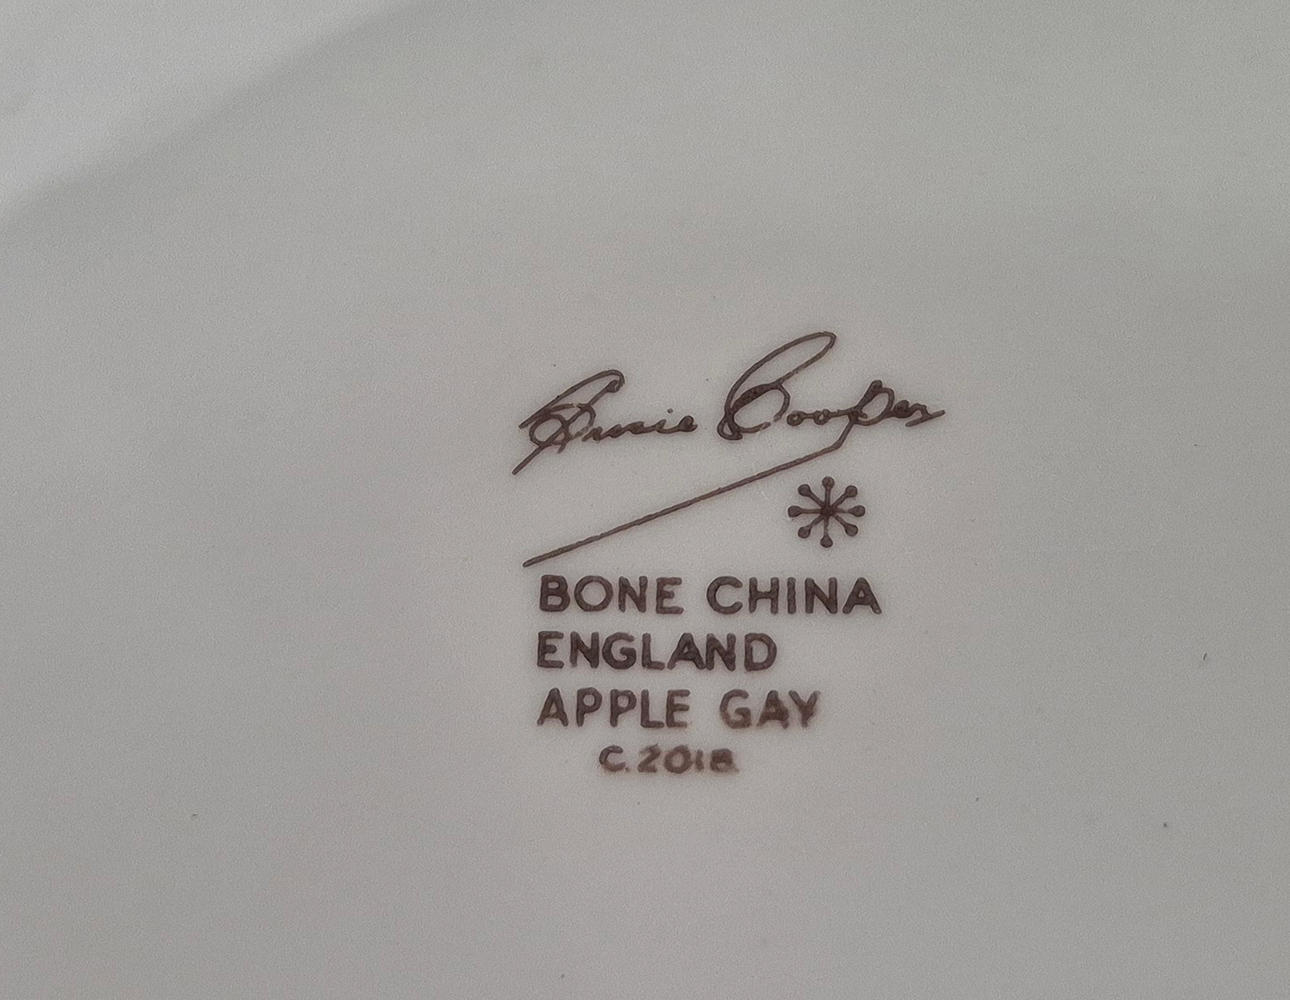 Susie Cooper
BONE CHINA
ENGLAND
APPLE GAY
C.2018